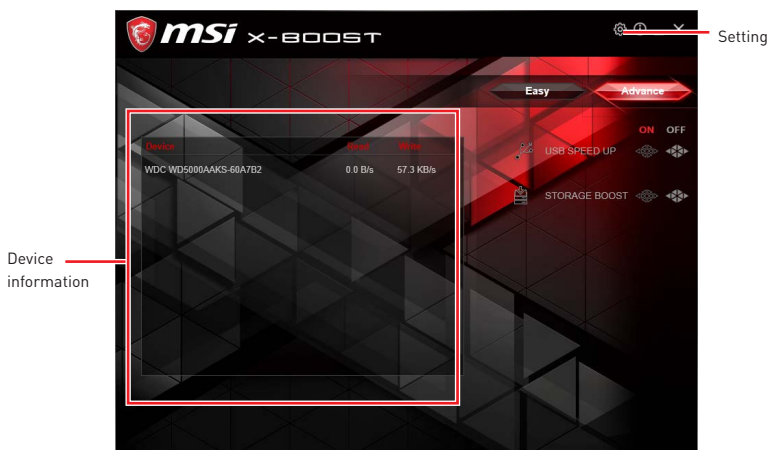 msi X-BOOST
Setting
Easy Advance
ON OFF
Device Read Write
USB SPEED UP
WDC WD5000AAKS-60A7B2 0.0 B/s 57.3 KB/s
STORAGE BOOST
Device
information